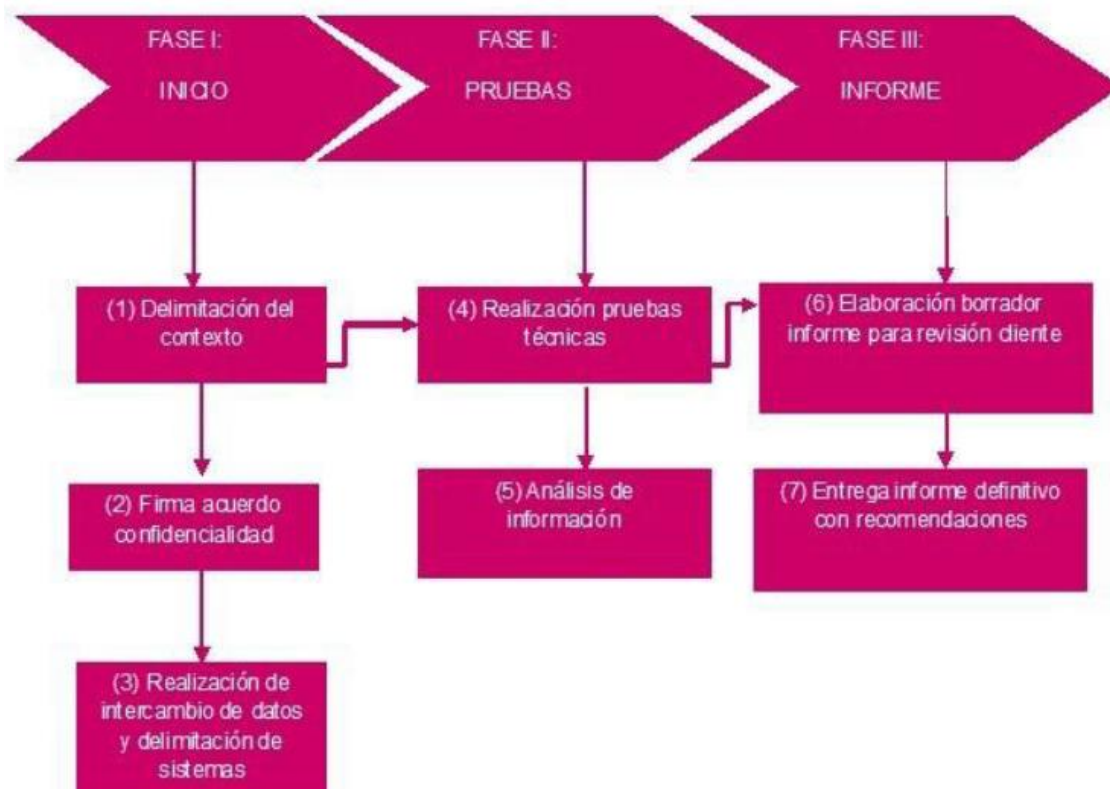 FASE I:
INICIO
FASE II:
PRUEBAS
FASE III:
INFORME
(1) Delimitación del
contexto
(2) Firma acuerdo
confidencialidad
(3) Realización de
intercambio de datos
y delimitación de
sistemas
(4) Realización pruebas
técnicas
(5) Análisis de
información
(6) Elaboración borrador
informe para revisión cliente
(7) Entrega informe definitivo
con recomendaciones